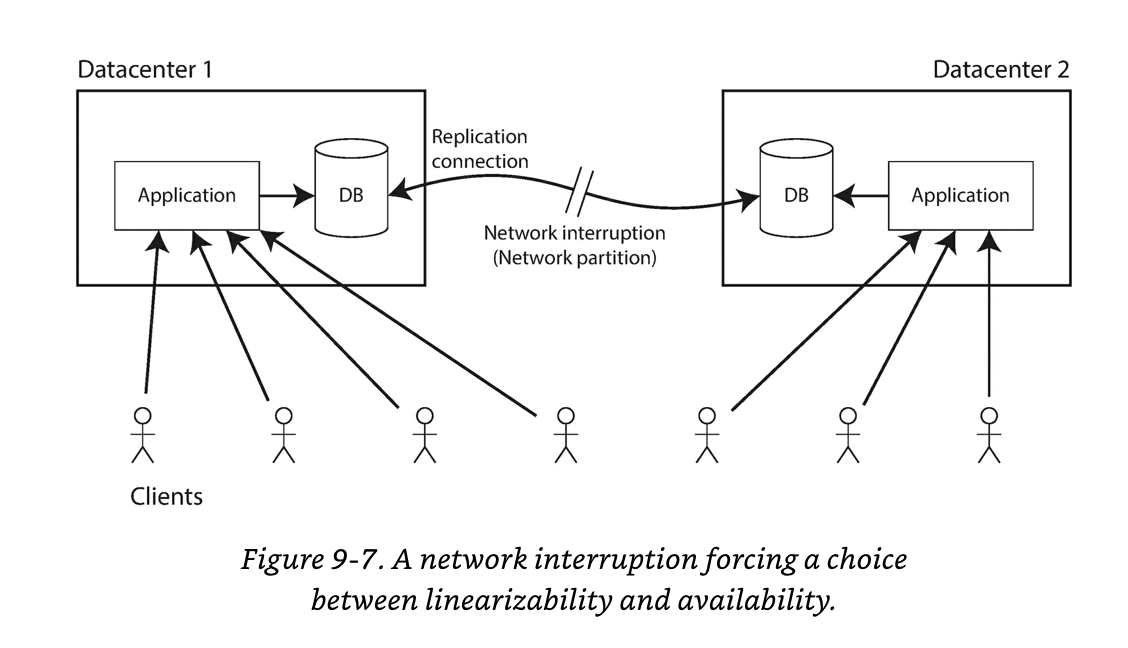 Datacenter 1
Datacenter 2
Replication
connection
Application
DB
DB
Application
Network interruption
(Network partition)
Clients
Figure 9-7. A network interruption forcing a choice
between linearizability and availability.